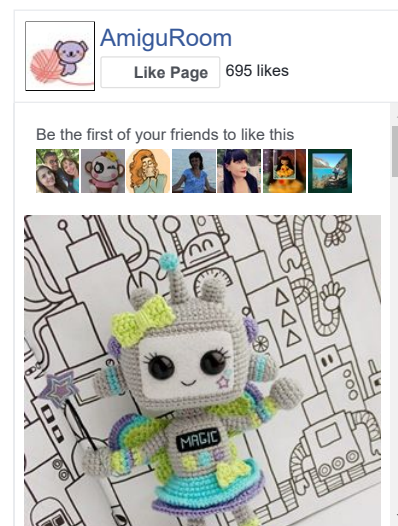 AmiguRoom
Like Page
695 likes
Be the first of your friends to like this
MAGIC